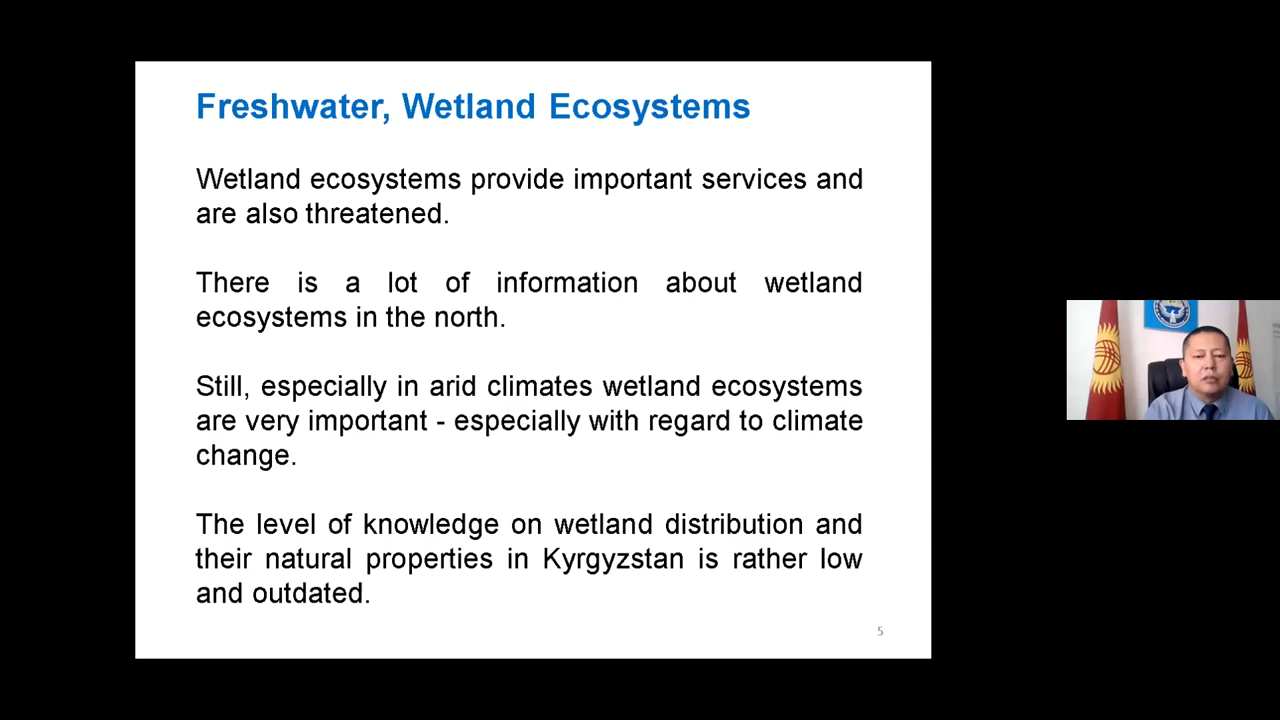 Freshwater, Wetland Ecosystems
Wetland ecosystems provide important services and
are also threatened.
There is a lot of information about wetland
ecosystems in the north.
Still, especially in arid climates wetland ecosystems
are very important - especially with regard to climate
change.
The level of knowledge on wetland distribution and
their natural properties in Kyrgyzstan is rather low
and outdated.
5